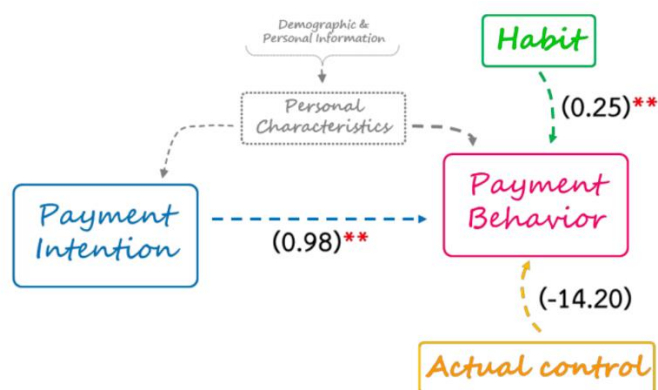 Demographic &
Personal Information
Habit
Personal
Characteristics
(0.25)**
Payment
Intention
(0.98)**
Payment
Behavior
(-14.20)
Actual control